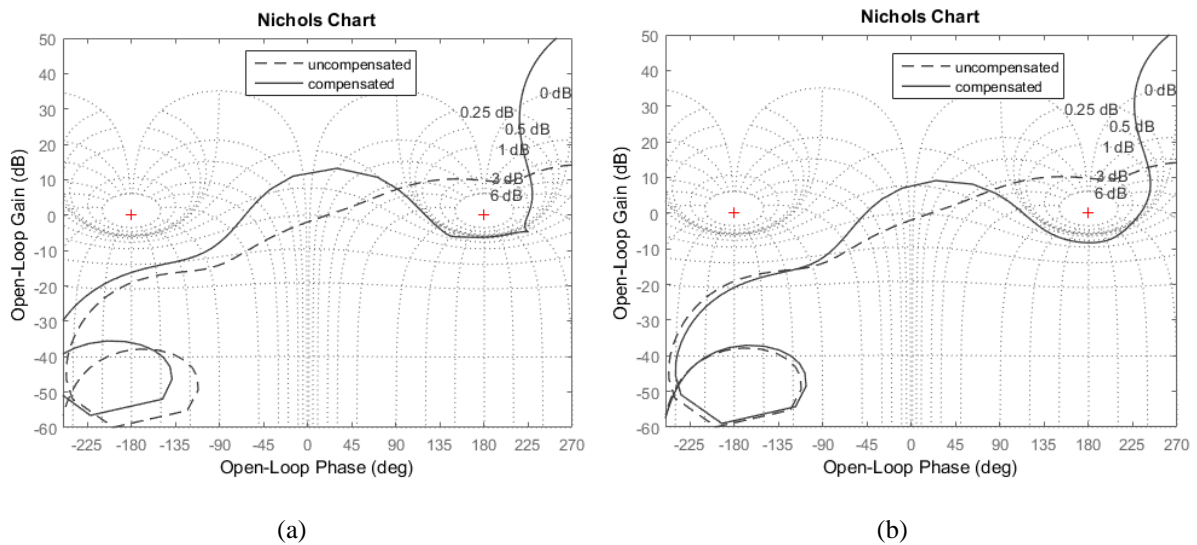 Nichols Chart
50
40
30
20
10
0
-10
-20
-30
-40
-50
-60
Open-Loop Gain (dB)
uncompensated
compensated
0 dB
0.25 dB
0.5 dB
1 dB
3 dB
6 dB
-225 -180 -135 -90 -45 0 45 90 135 180 225 270
Open-Loop Phase (deg)
(a)
Nichols Chart
50
40
30
20
10
0
-10
-20
-30
-40
-50
-60
Open-Loop Gain (dB)
uncompensated
compensated
0 dB
0.25 dB
0.5 dB
1 dB
3 dB
6 dB
-225 -180 -135 -90 -45 0 45 90 135 180 225 270
Open-Loop Phase (deg)
(b)